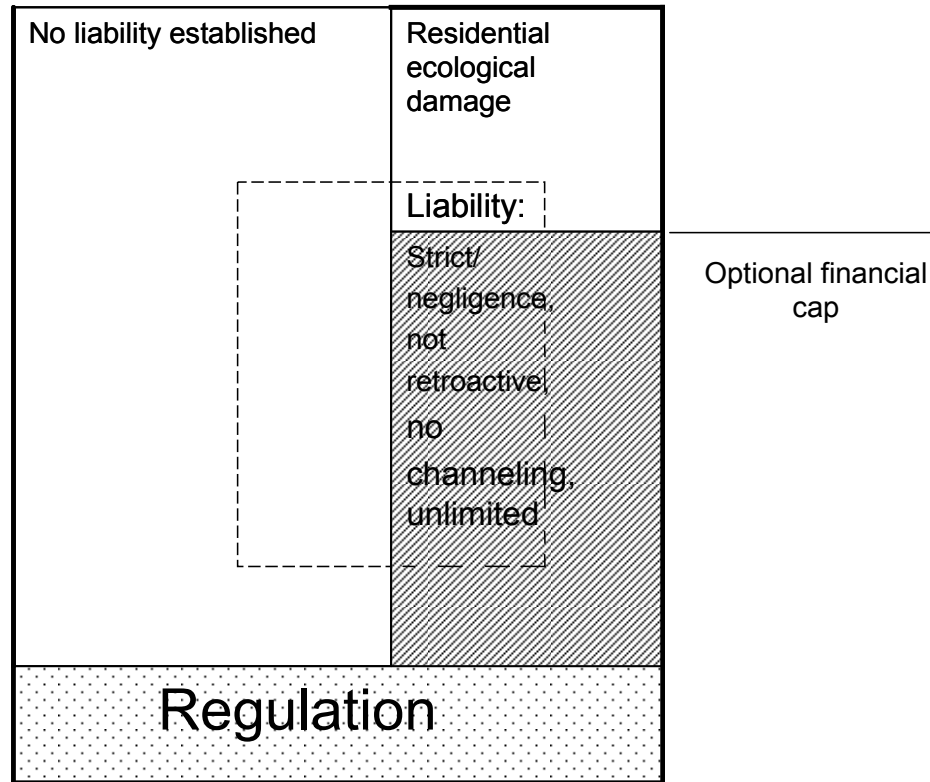 No liability established
Residential
ecological
damage
Liability:
Strict/
negligence,
not
retroactive,
no
channeling,
unlimited
Optional financial
cap
Regulation